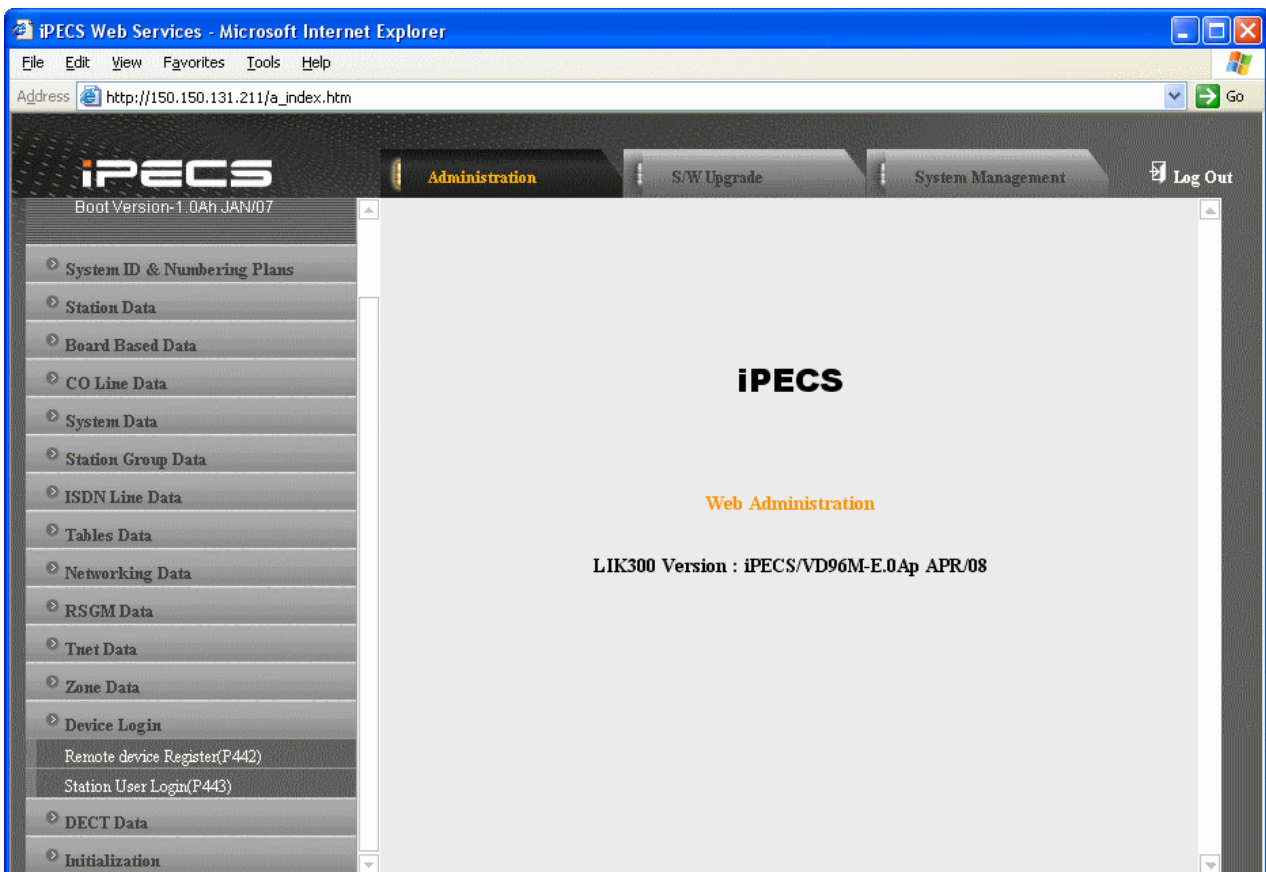 iPECS Web Services - Microsoft Internet Explorer
File Edit View Favorites Tools Help
Address http://150.150.131.211/a_index.htm Go
iPECS
Administration S/W Upgrade System Management Log Out
Boot Version-1.0Ah JAN/07
System ID & Numbering Plans
Station Data
Board Based Data
CO Line Data
System Data
Station Group Data
ISDN Line Data
Tables Data
Networking Data
RSGM Data
Tnet Data
Zone Data
Device Login
Remote device Register(P442)
Station User Login(P443)
DECT Data
Initialization
iPECS
Web Administration
LIK300 Version : iPECS/VD96M-E.0Ap APR/08